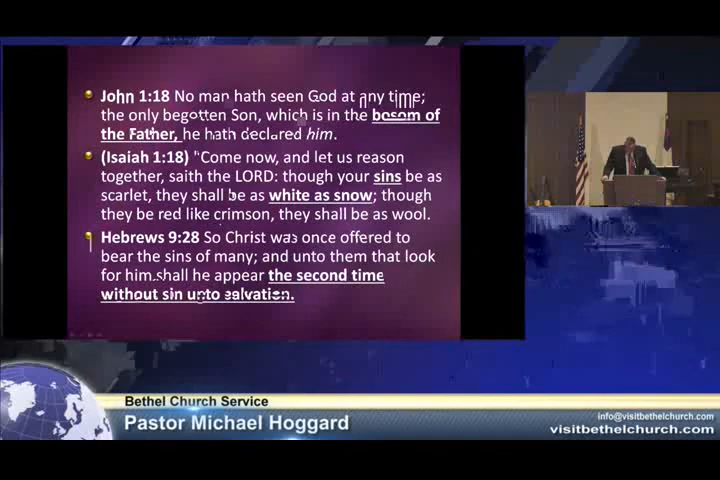 John 1:18 No man hath seen God at any time;
the only begotten Son, which is in the bosom of
the Father, he hath declared him.
(Isaiah 1:18) "Come now, and let us reason
together, saith the LORD: though your sins be as
scarlet, they shall be as white as snow; though
they be red like crimson, they shall be as wool.
Hebrews 9:28 So Christ was once offered to
bear the sins of many; and unto them that look
for him shall he appear the second time
without sin unto salvation.
Bethel Church Service
Pastor Michael Hoggard
info@visitbethelchurch.com
visitbethelchurch.com